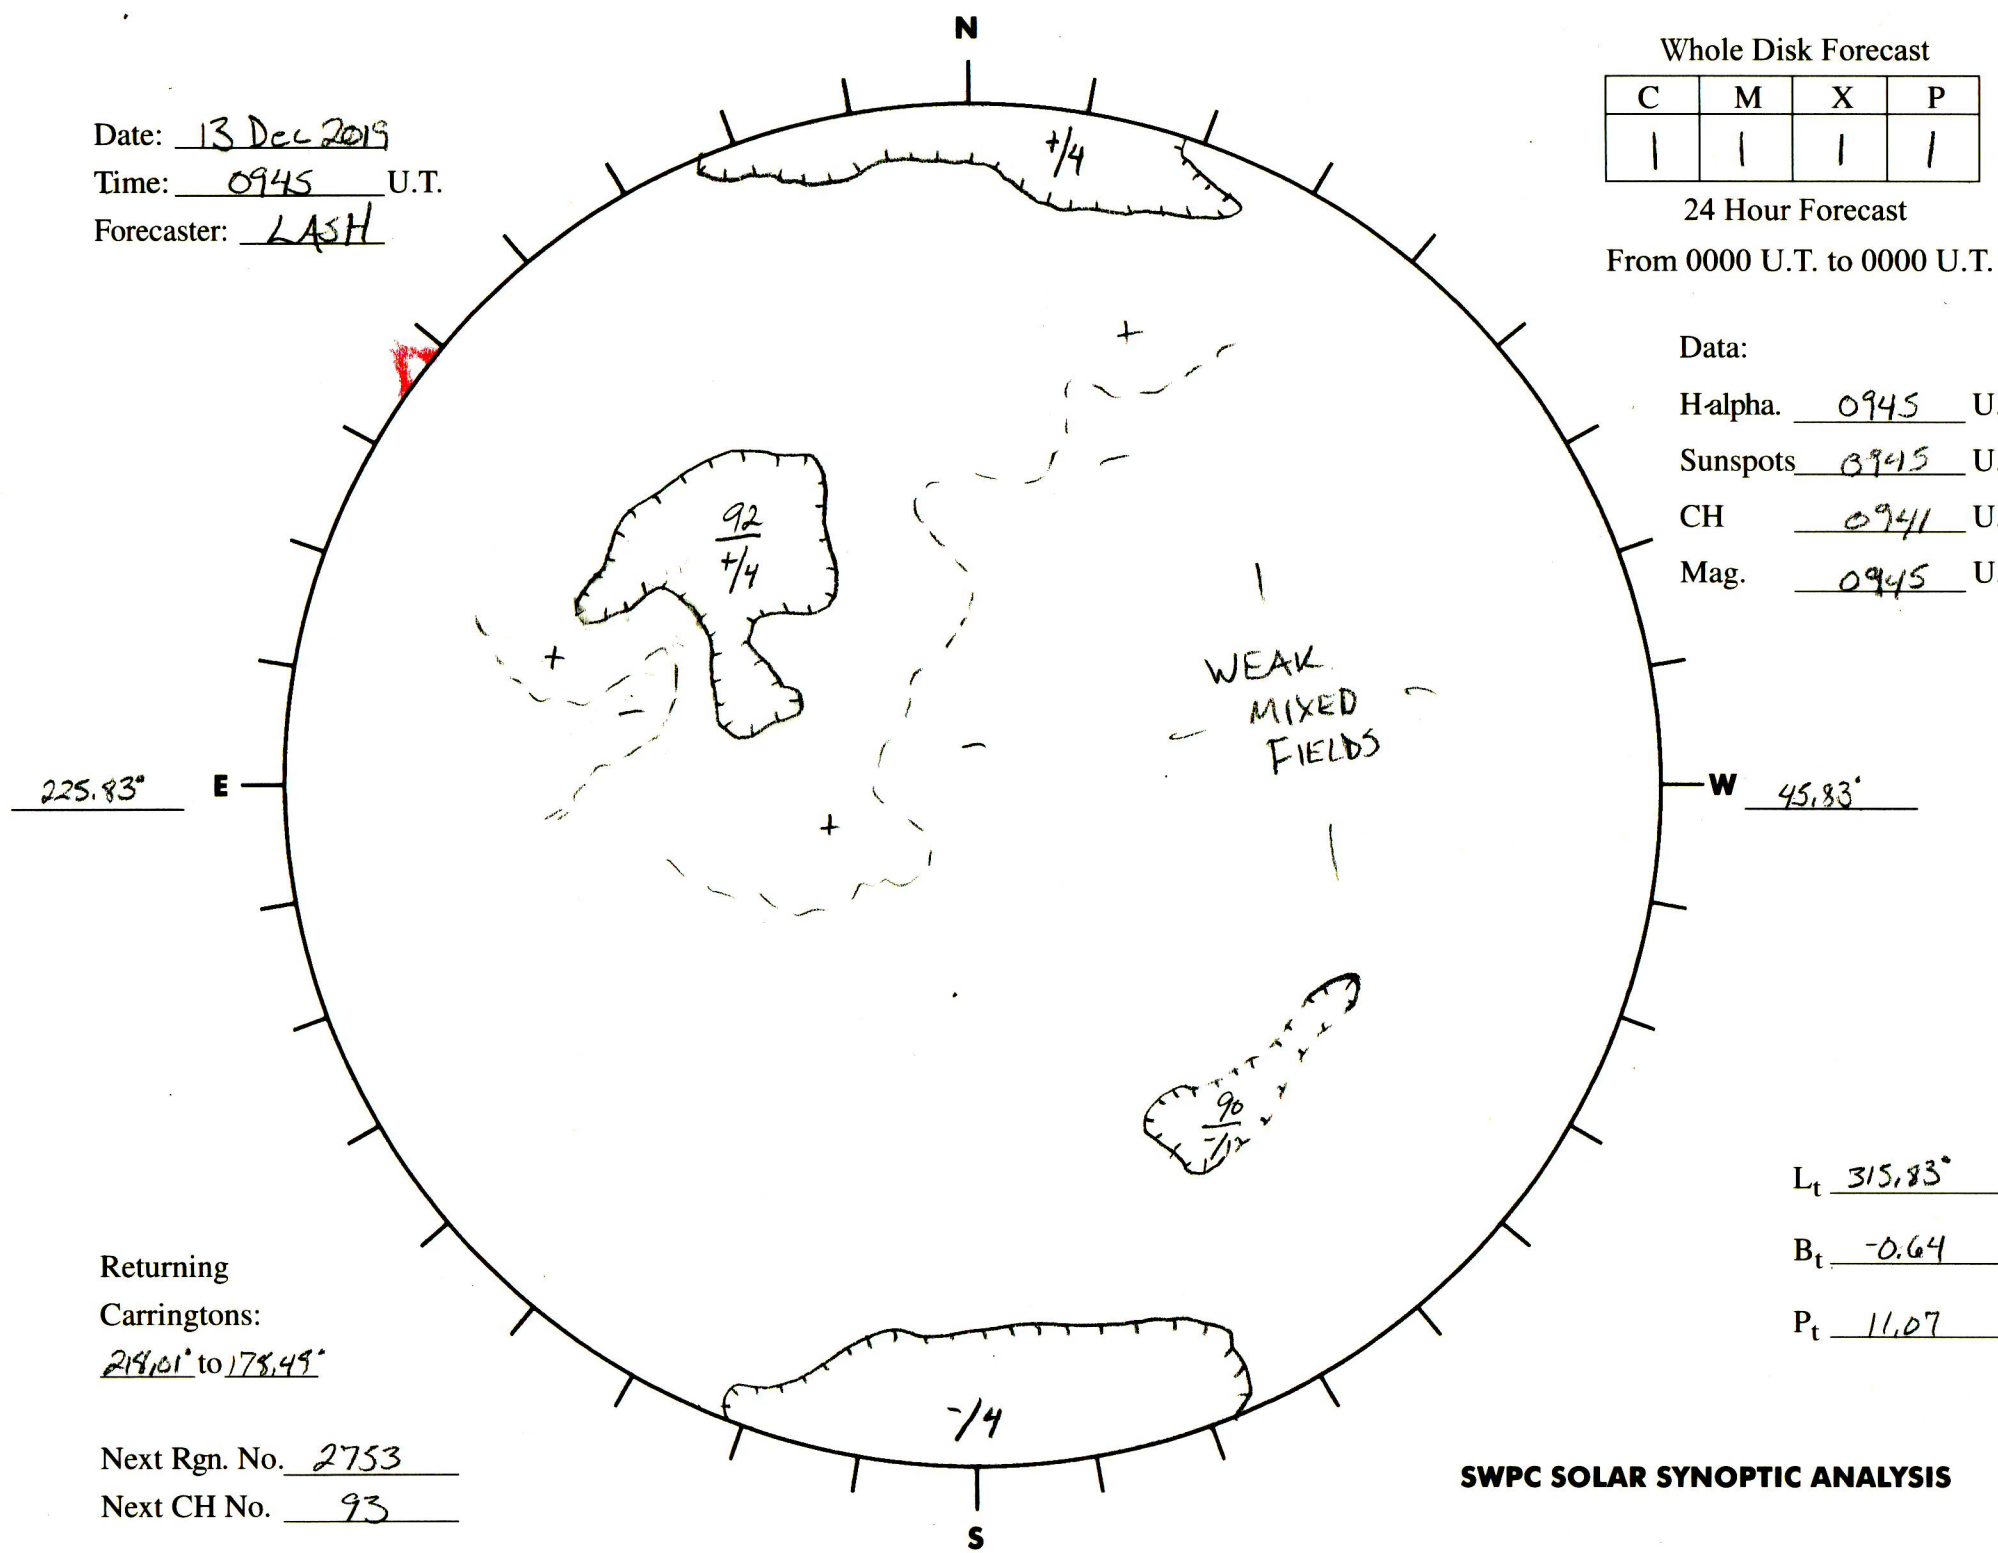 N
Whole Disk Forecast
C M X P
1 1 1 1
24 Hour Forecast
From 0000 U.T. to 0000 U.T.
Date: 13 Dec 2019
Time: 0945 U.T.
Forecaster: LASH
+/4
+
Data:
H-alpha. 0945 U.
Sunspots 0945 U.
CH 0941 U.
Mag. 0945 U.
92
+/4
+
-
-
-
WEAK
MIXED
FIELDS
225.83° E
W 45.83°
+
90
-/12
Lt 315.83°
Bt -0.64
Pt 11.07
Returning
Carringtons:
218.01° to 178.49°
-/4
Next Rgn. No. 2753
Next CH No. 93
SWPC SOLAR SYNOPTIC ANALYSIS
S